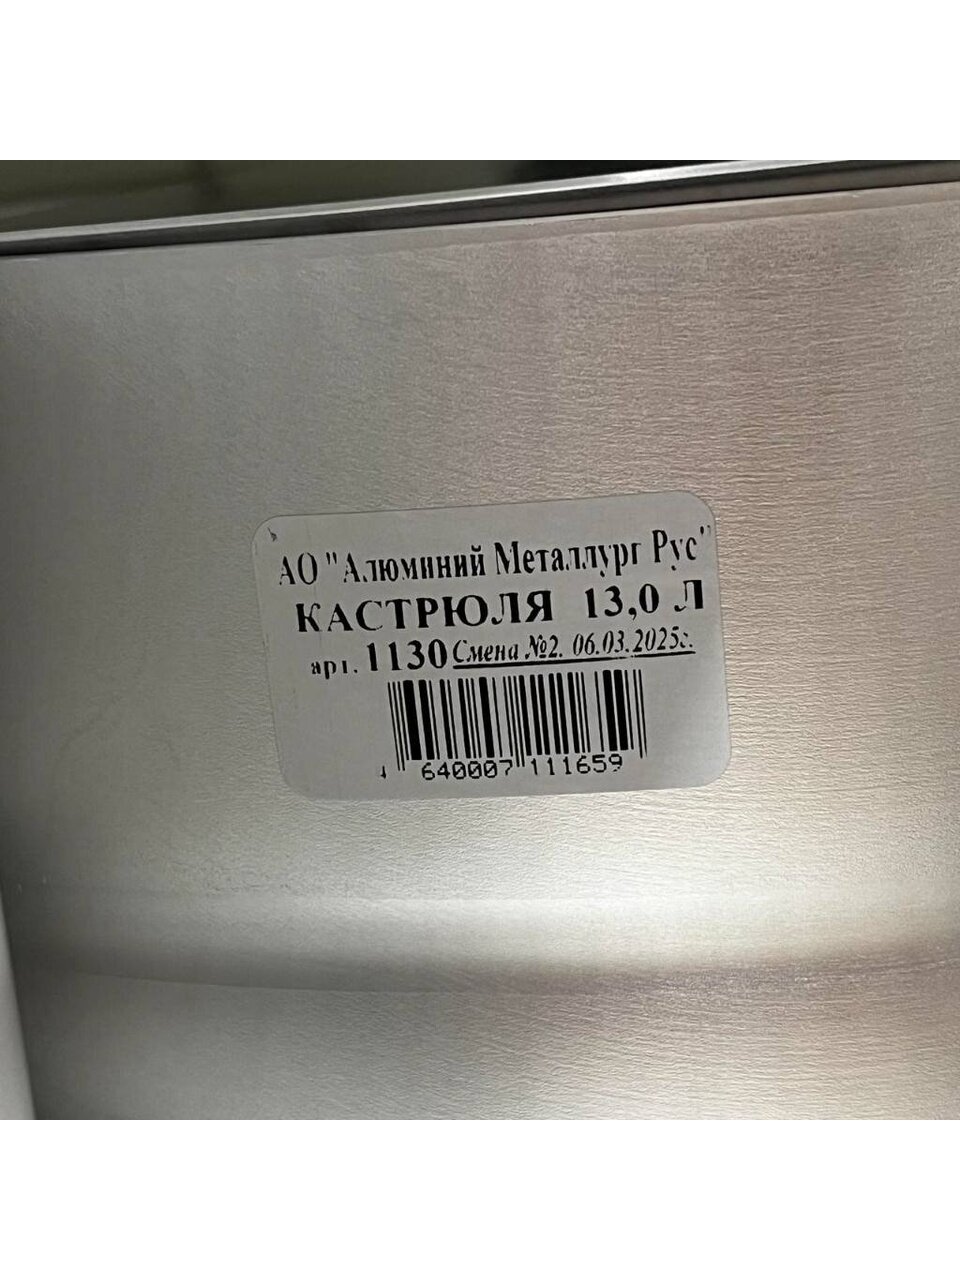 АО "Алюминий Металлург Рус"
КАСТРЮЛЯ 13,0 Л
арт. 1130 Смена №2. 06.03.2025г.
4 640007 111659